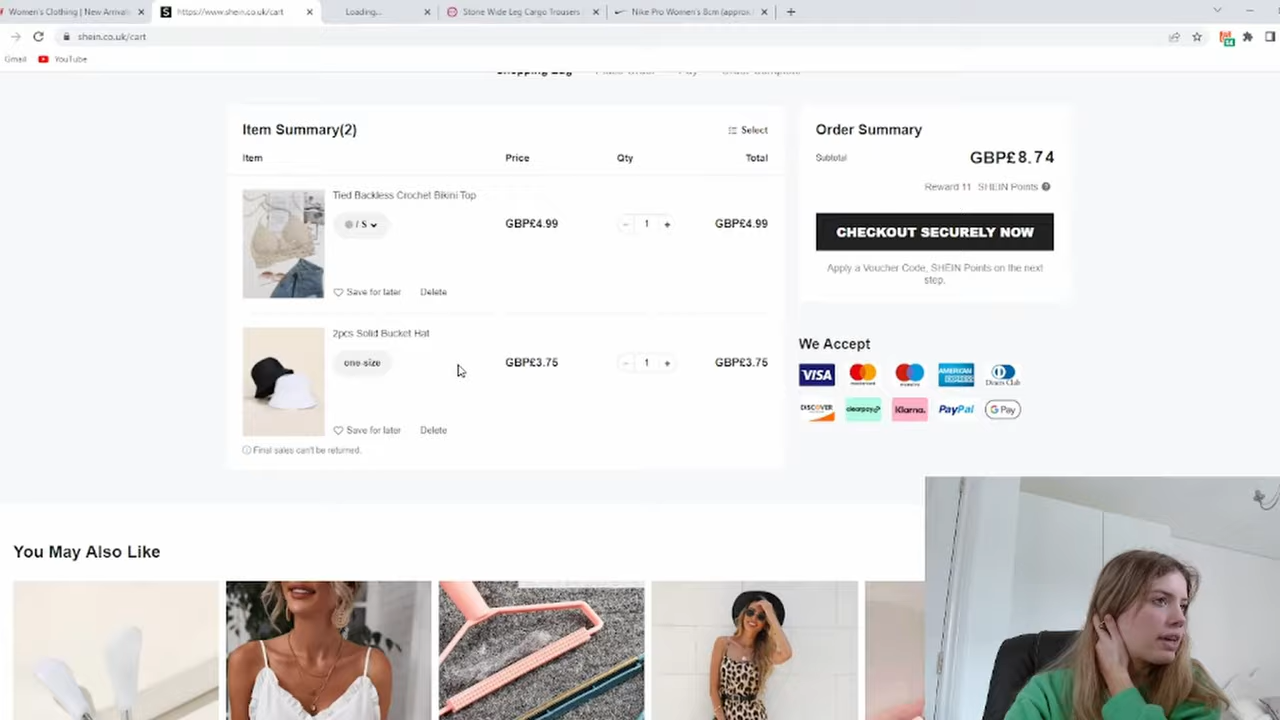 Women's Clothing | New Arrival
https://www.shein.co.uk/cart
Loading...
Stone Wide Leg Cargo Trousers
Nike Pro Women's 8cm (approx.
shein.co.uk/cart
Gmail
YouTube
Shopping Bag
Item Summary(2)
Select
Item Price Qty Total
Tied Backless Crochet Bikini Top
/ S
GBP£4.99 1 GBP£4.99
Save for later Delete
2pcs Solid Bucket Hat
one-size
GBP£3.75 1 GBP£3.75
Save for later Delete
Final sales can't be returned.
Order Summary
Subtotal GBP£8.74
Reward 11 SHEIN Points
CHECKOUT SECURELY NOW
Apply a Voucher Code, SHEIN Points on the next
step.
We Accept
VISA
AMERICAN EXPRESS
Diners Club
DISCOVER clearpay Klarna. PayPal G Pay
You May Also Like